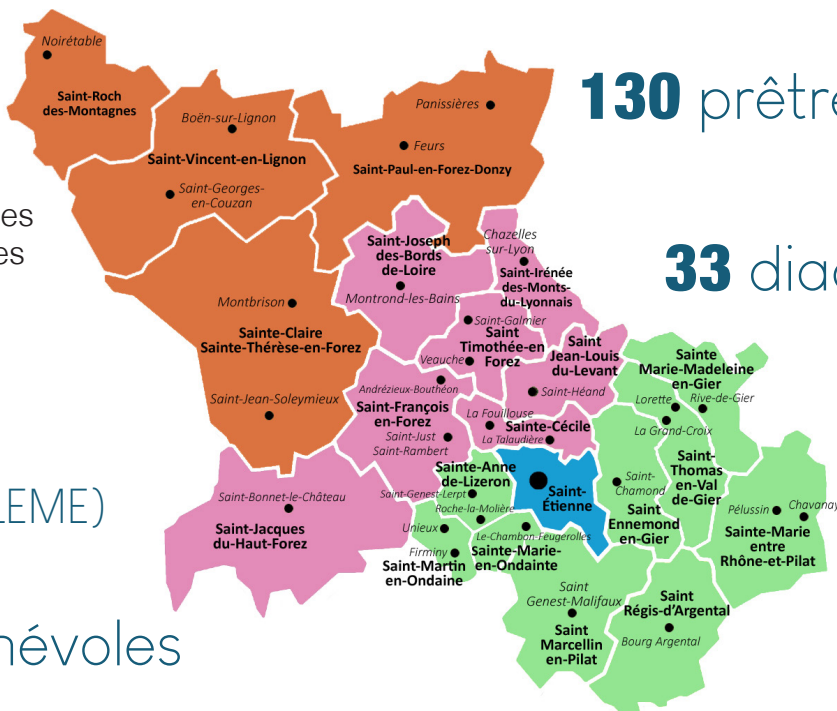 Noirétable
Saint-Roch
des-Montagnes
Boën-sur-Lignon
Saint-Vincent-en-Lignon
Saint-Georges-
en-Couzan
Panissières
Feurs
Saint-Paul-en-Forez-Donzy
130 prêtre
es
es
33 diac
Saint-Joseph
des-Bords
de-Loire
Montrond-les-Bains
Chazelles
sur-Lyon
Saint-Irénée
des-Monts-
du-Lyonnais
Montbrison
Sainte-Claire
Sainte-Thérèse-en-Forez
Saint-Jean-Soleymieux
Saint-Galmier
Saint
Timothée-en
Forez
Veauche
Saint
Jean-Louis
du-Levant
Saint-Héand
Andrézieux-Bouthéon
Saint-François
en-Forez
Saint-Just
Saint-Rambert
La Fouillouse
Sainte-Cécile
La Talaudière
Sainte
Marie-Madeleine
en-Gier
Lorette
Rive-de-Gier
La Grand-Croix
Saint-
Thomas
en-Val
de-Gier
Sainte-Anne
de-Lizeron
Saint-Genest-Lerpt
Roche-la-Molière
Saint-
Étienne
Saint-
Chamond
Saint
Ennemond
en-Gier
Pélussin
Chavanay
Sainte-Marie
entre
Rhône-et-Pilat
LEME)
Saint-Bonnet-le-Château
Saint-Jacques
du-Haut-Forez
Unieux
Firminy
Saint-Martin
en-Ondaine
Le-Chambon-Feugerolles
Sainte-Marie-
en-Ondainte
Saint
Genest-Malifaux
Saint
Marcellin
en-Pilat
Saint
Régis-d'Argental
Bourg Argental
névoles